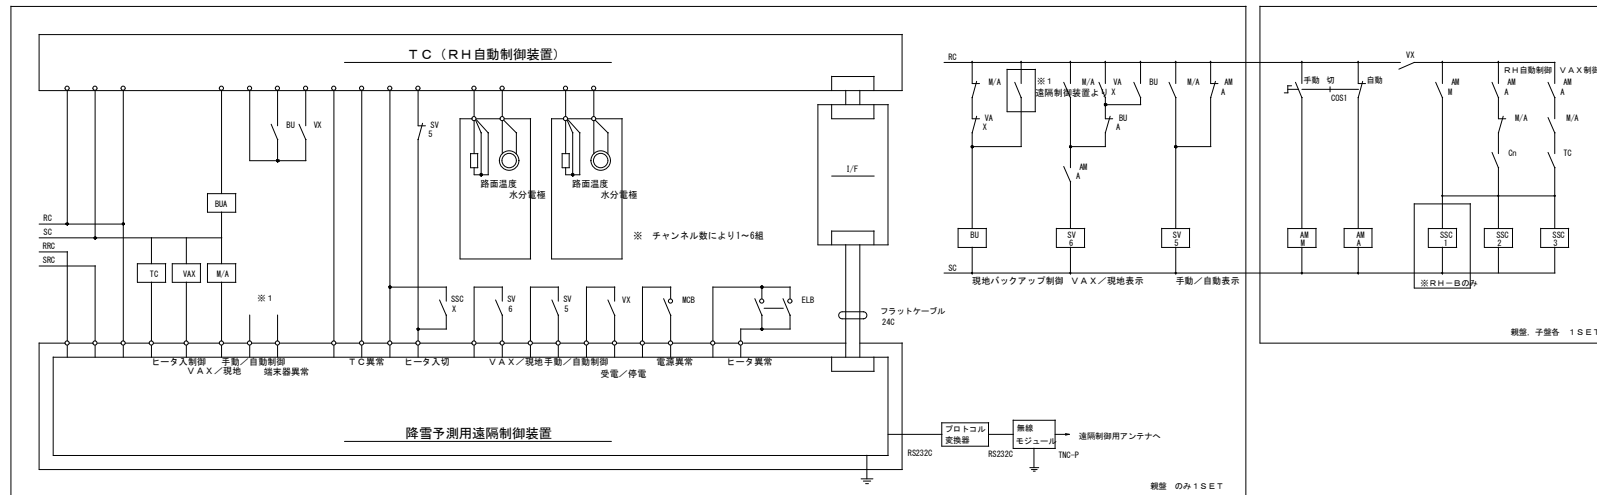 TC（RH自動制御装置）
BU
VX
SV
5
路面温度
水分電極
路面温度
水分電極
※　チャンネル数により1～6組
I/F
BUA
RC
SC
RRC
SRC
TC
VAX
M/A
※1
SSC
X
SV
6
SV
5
VX
MCB
ELB
フラットケーブル
24C
ヒータ入制御
VAX／現地
手動／自動制御
端末器異常
TC異常
ヒータ入切
VAX／現地
手動／自動制御
受電／停電
電源異常
ヒータ異常
降雪予測用遠隔制御装置
RS232C
プロトコル
変換器
RS232C
無線
モジュール
TNC-P
遠隔制御用アンテナへ
親盤　のみ1SET
RC
M/A
※1
遠隔制御装置より
M/A
VA
X
BU
M/A
AM
A
VA
X
BU
A
AM
A
BU
SV
6
SV
5
SC
現地バックアップ制御
VAX／現地表示
手動／自動表示
VX
手動
切
自動
COS1
AM
M
RH自動制御
VAX制御
AM
A
AM
A
M/A
M/A
Cn
TC
AM
M
AM
A
SSC
1
SSC
2
SSC
3
※RH－Bのみ
親盤、子盤各　1SET